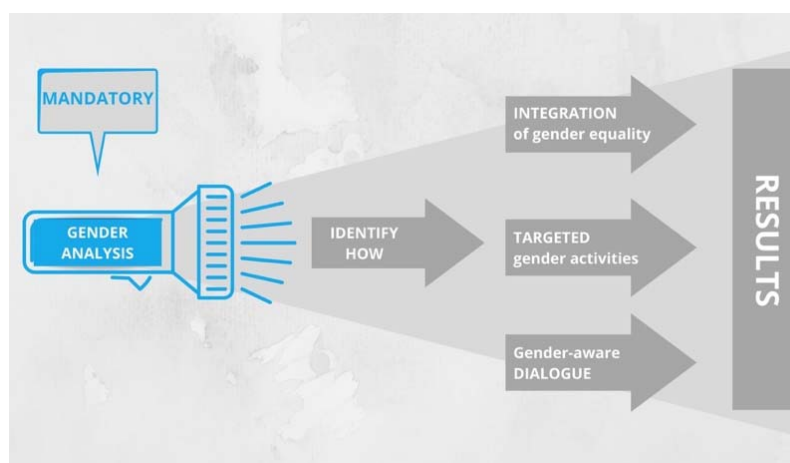 MANDATORY
GENDER
ANALYSIS
IDENTIFY
HOW
INTEGRATION
of gender equality
TARGETED
gender activities
Gender-aware
DIALOGUE
RESULTS